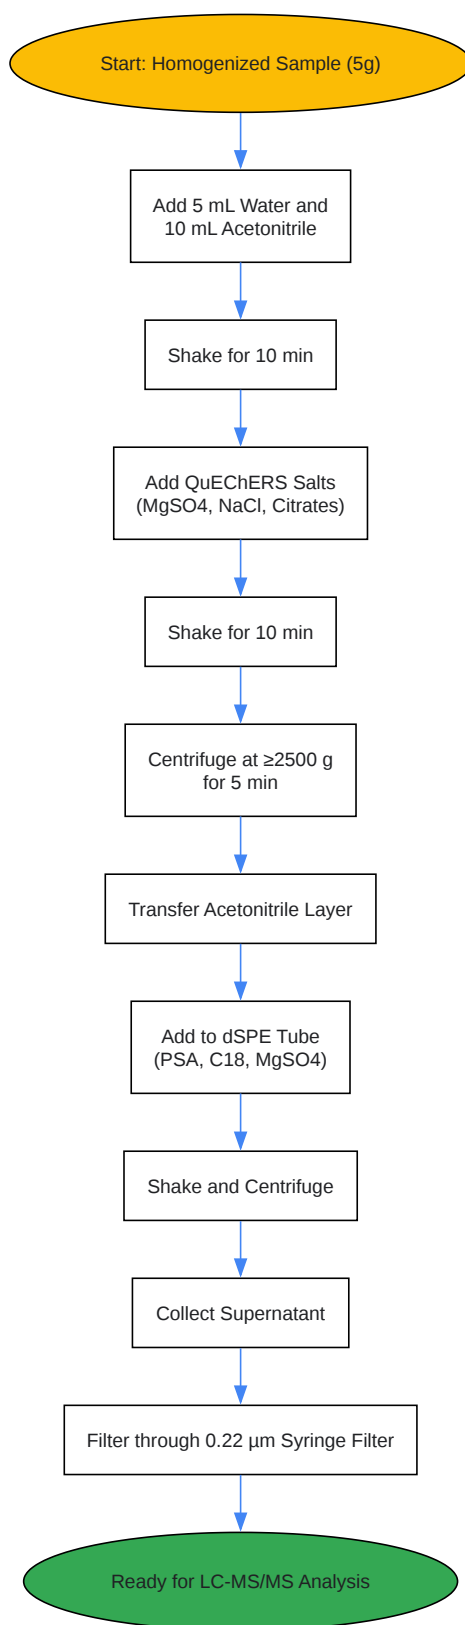 Start: Homogenized Sample (5g)
Add 5 mL Water and
10 mL Acetonitrile
Shake for 10 min
Add QuEChERS Salts
(MgSO4, NaCl, Citrates)
Shake for 10 min
Centrifuge at ≥2500 g
for 5 min
Transfer Acetonitrile Layer
Add to dSPE Tube
(PSA, C18, MgSO4)
Shake and Centrifuge
Collect Supernatant
Filter through 0.22 µm Syringe Filter
Ready for LC-MS/MS Analysis